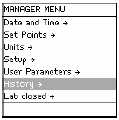 MANAGER MENU
Date and Time →
Set Points →
Units →
Setup →
User Parameters →
History →
Lab closed →